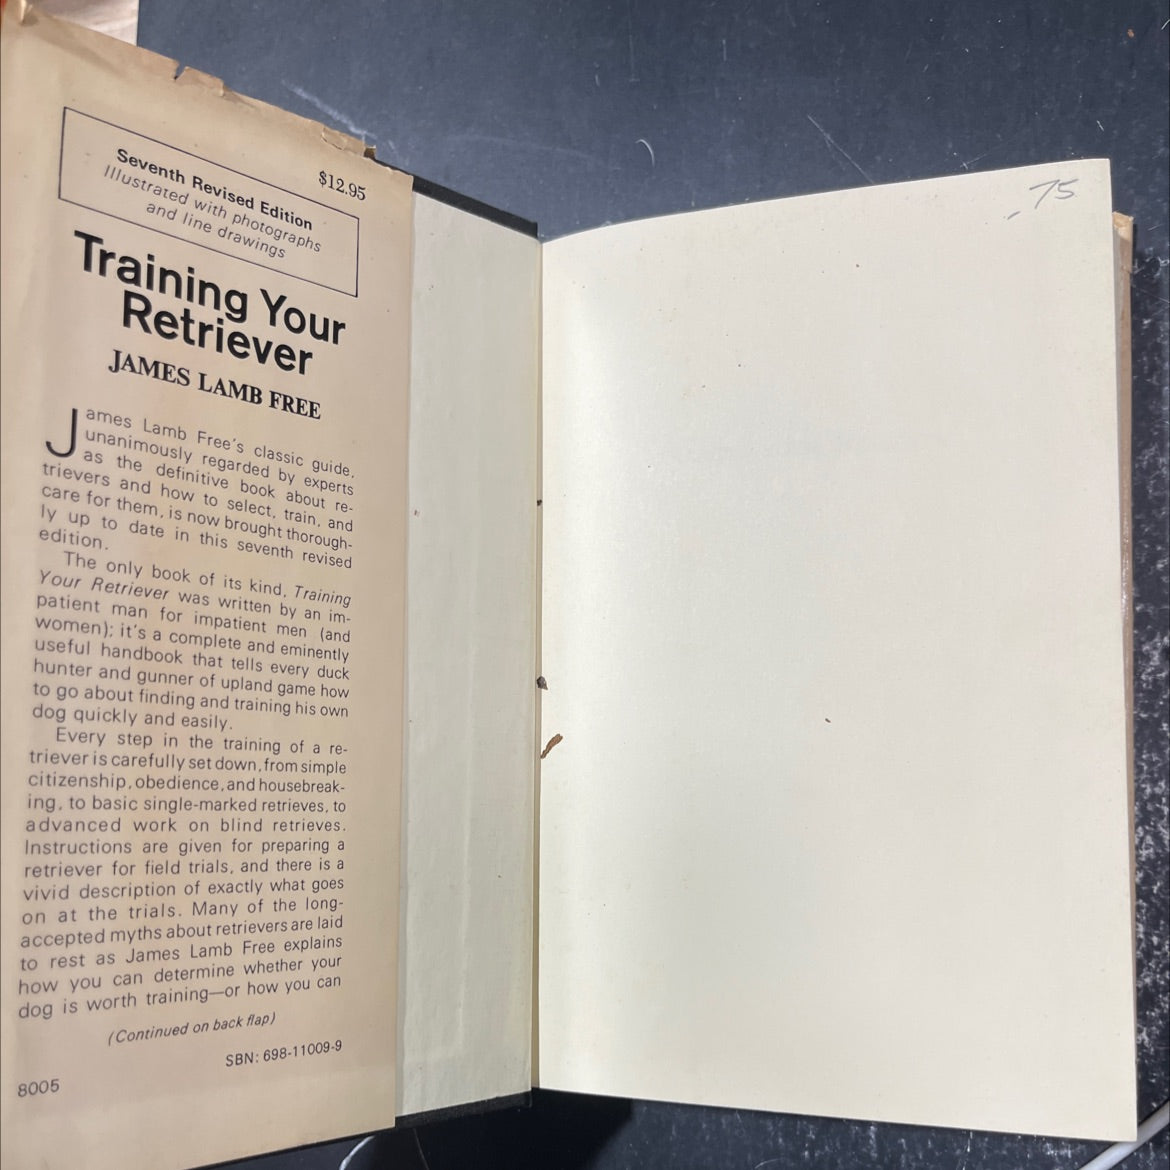 $12.95
Seventh Revised Edition
Illustrated with photographs
and line drawings
Training Your
Retriever
JAMES LAMB FREE
James Lamb Free's classic guide,
unanimously regarded by experts
as the definitive book about re-
trievers and how to select, train, and
care for them, is now brought thorough-
ly up to date in this seventh revised
edition.
The only book of its kind, Training
Your Retriever was written by an im-
patient man for impatient men (and
women); it's a complete and eminently
useful handbook that tells every duck
hunter and gunner of upland game how
to go about finding and training his own
dog quickly and easily.
Every step in the training of a re-
triever is carefully set down, from simple
citizenship, obedience, and housebreak-
ing, to basic single-marked retrieves, to
advanced work on blind retrieves.
Instructions are given for preparing a
retriever for field trials, and there is a
vivid description of exactly what goes
on at the trials. Many of the long-
accepted myths about retrievers are laid
to rest as James Lamb Free explains
how you can determine whether your
dog is worth training—or how you can
(Continued on back flap)
SBN: 698-11009-9
8005
.75